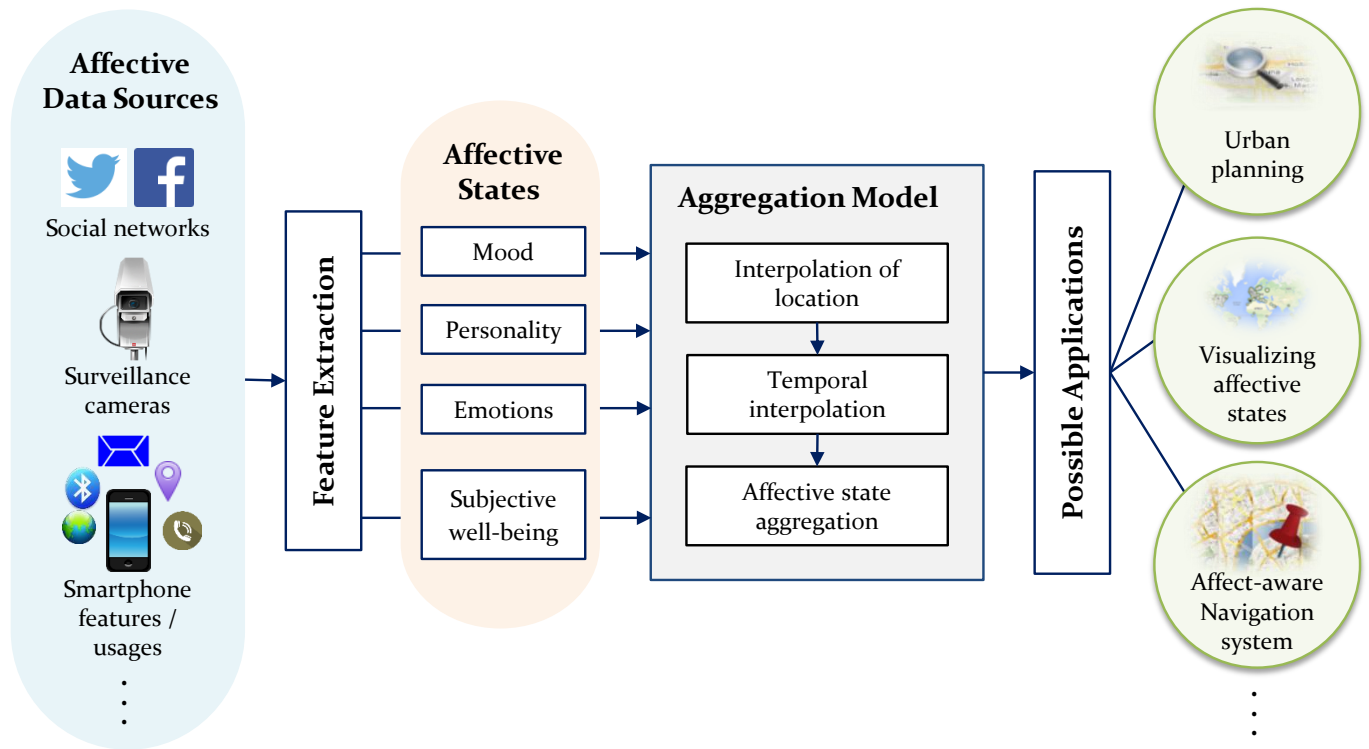 Affective
Data Sources
Social networks
Surveillance
cameras
Smartphone
features /
usages
Feature Extraction
Affective
States
Mood
Personality
Emotions
Subjective
well-being
Aggregation Model
Interpolation of
location
Temporal
interpolation
Affective state
aggregation
Possible Applications
Urban
planning
Visualizing
affective
states
Affect-aware
Navigation
system